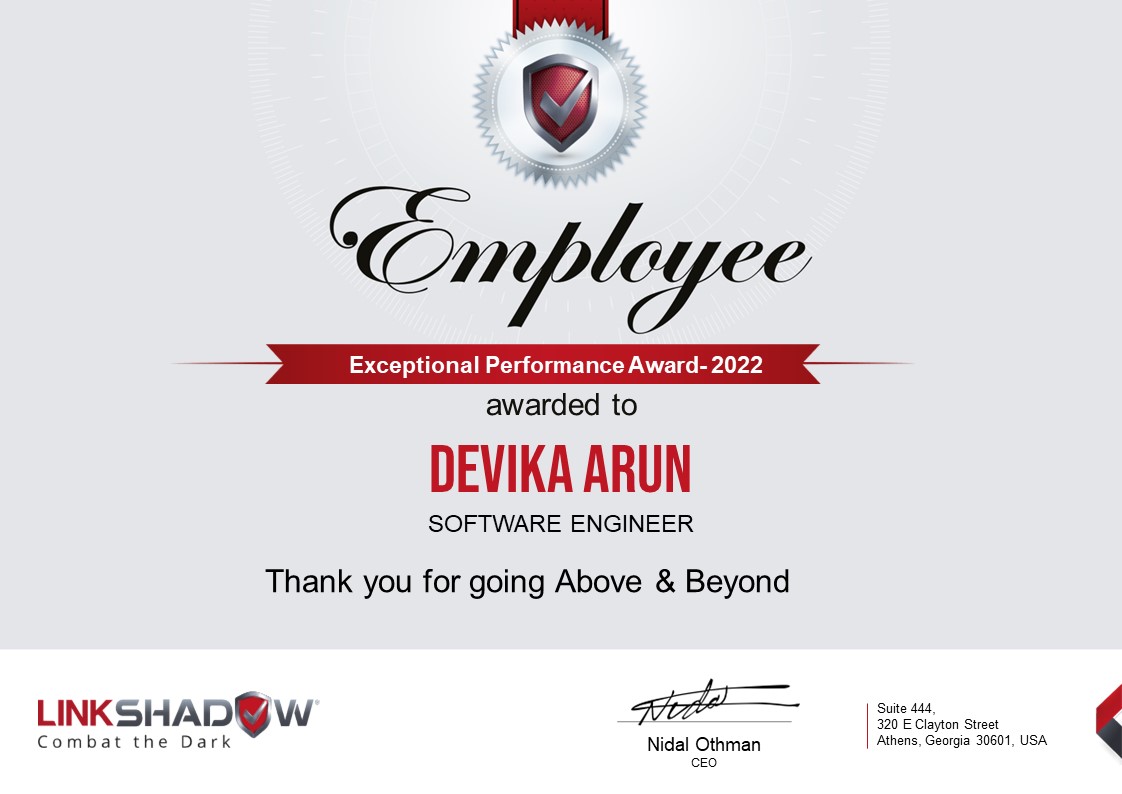 Employee
Exceptional Performance Award- 2022
awarded to
DEVIKA ARUN
SOFTWARE ENGINEER
Thank you for going Above & Beyond
LINKSHADOW®
Combat the Dark
Nidal
Nidal Othman
CEO
Suite 444,
320 E Clayton Street
Athens, Georgia 30601, USA